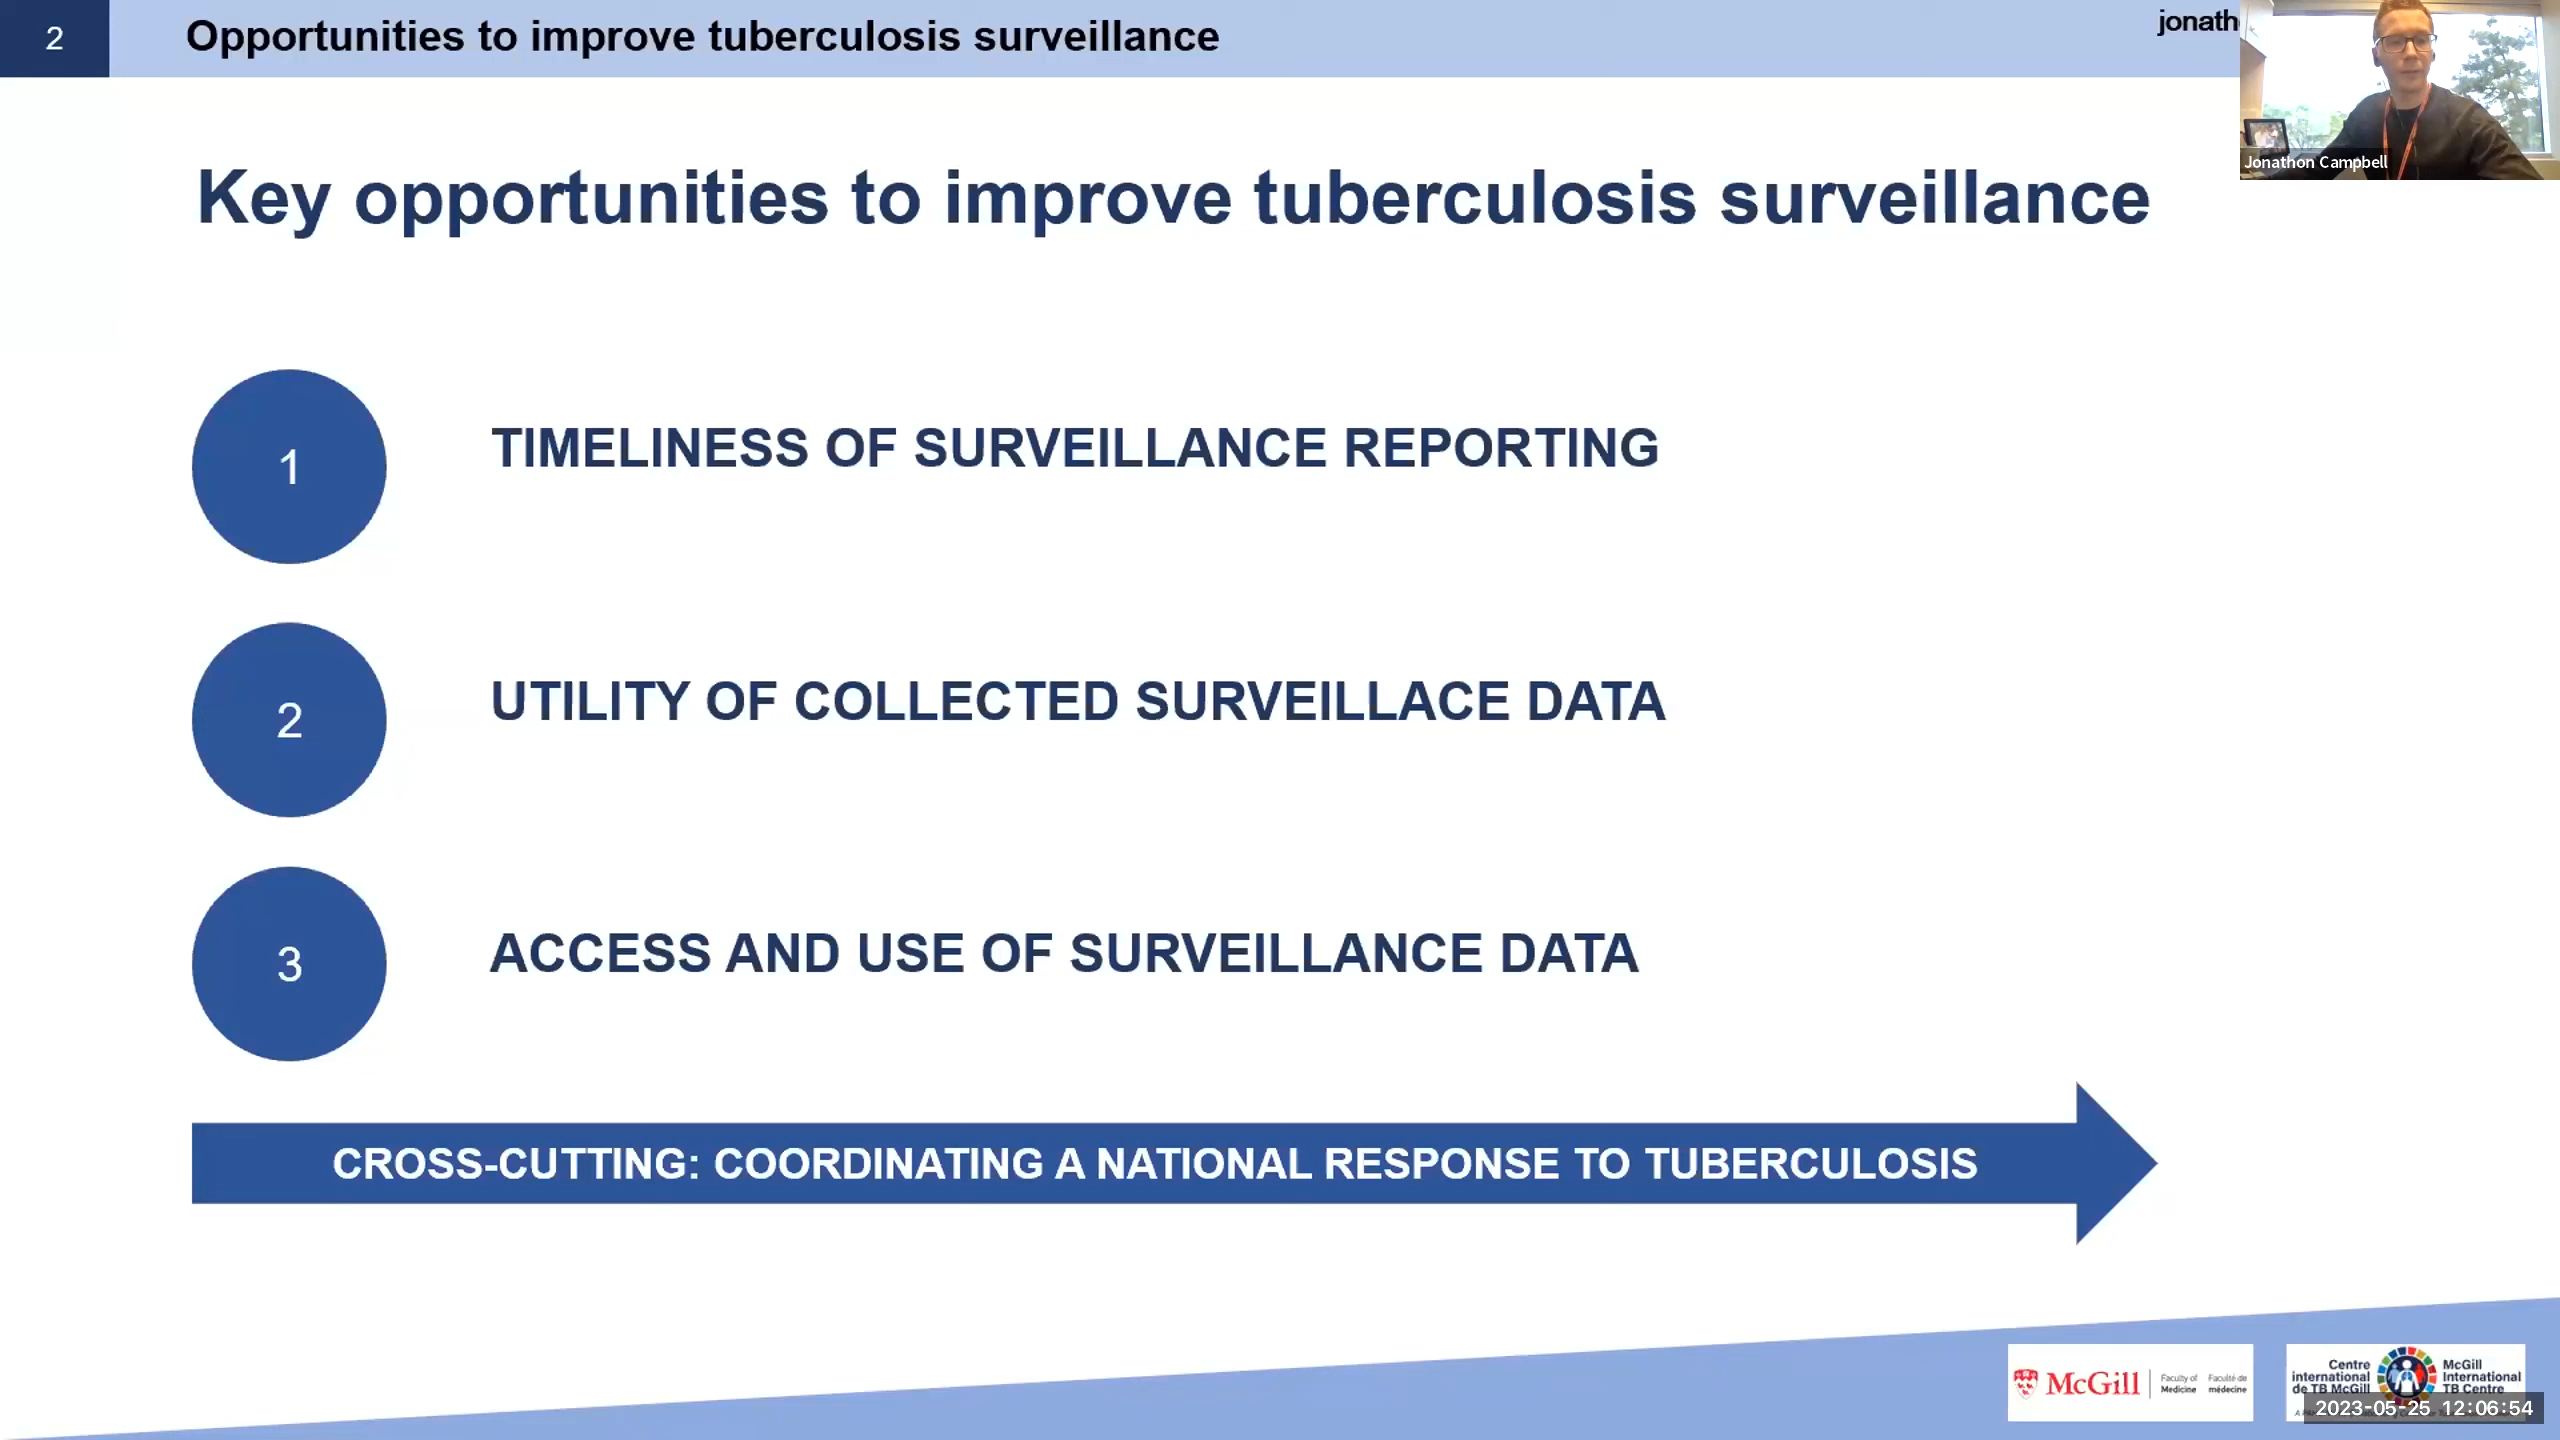 2
Opportunities to improve tuberculosis surveillance
jonath
Jonathon Campbell
Key opportunities to improve tuberculosis surveillance
1
TIMELINESS OF SURVEILLANCE REPORTING
2
UTILITY OF COLLECTED SURVEILLACE DATA
3
ACCESS AND USE OF SURVEILLANCE DATA
CROSS-CUTTING: COORDINATING A NATIONAL RESPONSE TO TUBERCULOSIS
McGill
Faculty of Medicine
Faculté de médecine
Centre international de TB McGill
McGill International TB Centre
2023-05-25 12:06:54